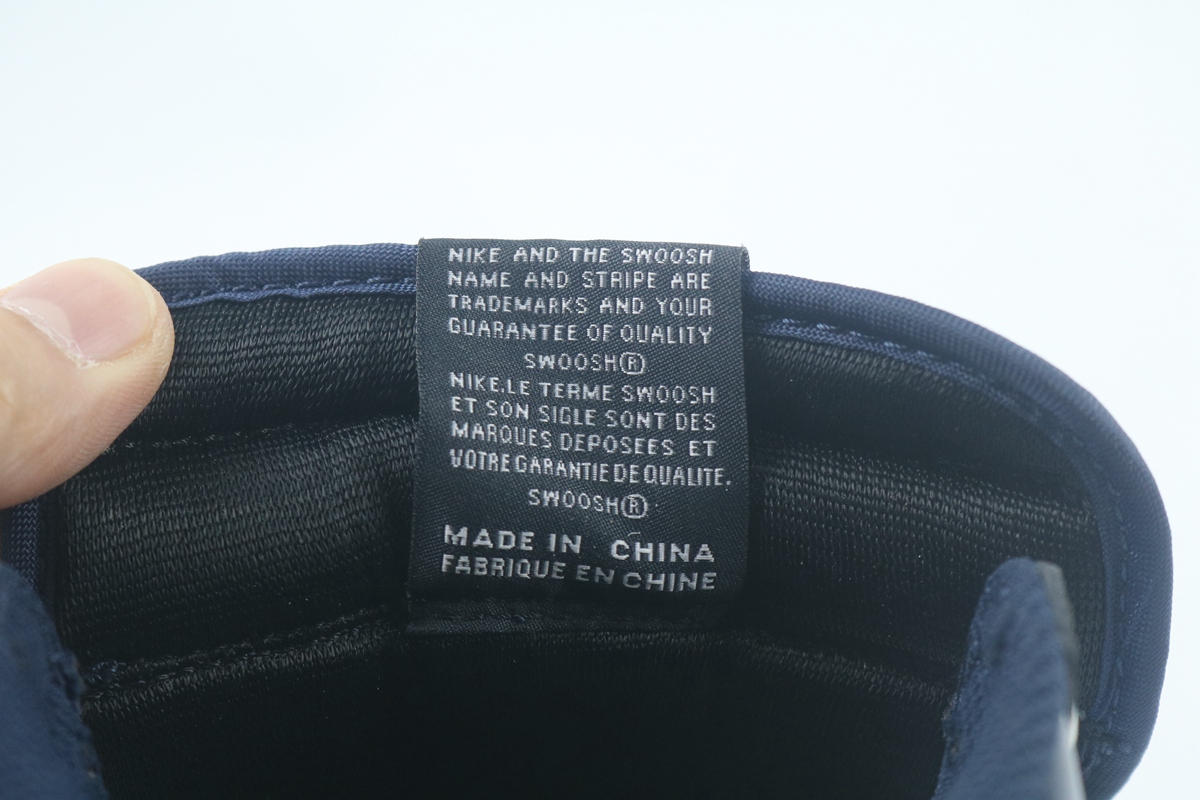 NIKE AND THE SWOOSH
NAME AND STRIPE ARE
TRADEMARKS AND YOUR
GUARANTEE OF QUALITY
SWOOSH®
NIKE.LE TERME SWOOSH
ET SON SIGLE SONT DES
MARQUES DEPOSEES ET
VOTRE GARANTIE DE QUALITE.
SWOOSH®
MADE IN CHINA
FABRIQUE EN CHINE